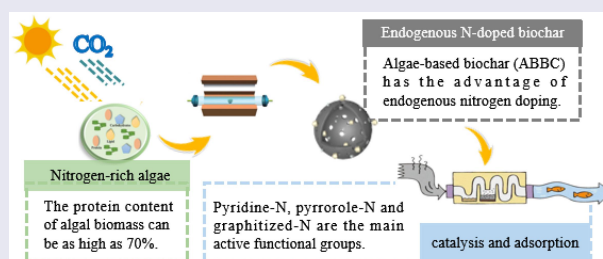 CO2
Endogenous N-doped biochar
Algae-based biochar (ABBC)
has the advantage of
endogenous nitrogen doping.
Nitrogen-rich algae
The protein content
of algal biomass can
be as high as 70%.
Pyridine-N, pyrrorole-N and
graphitized-N are the main
active functional groups.
catalysis and adsorption